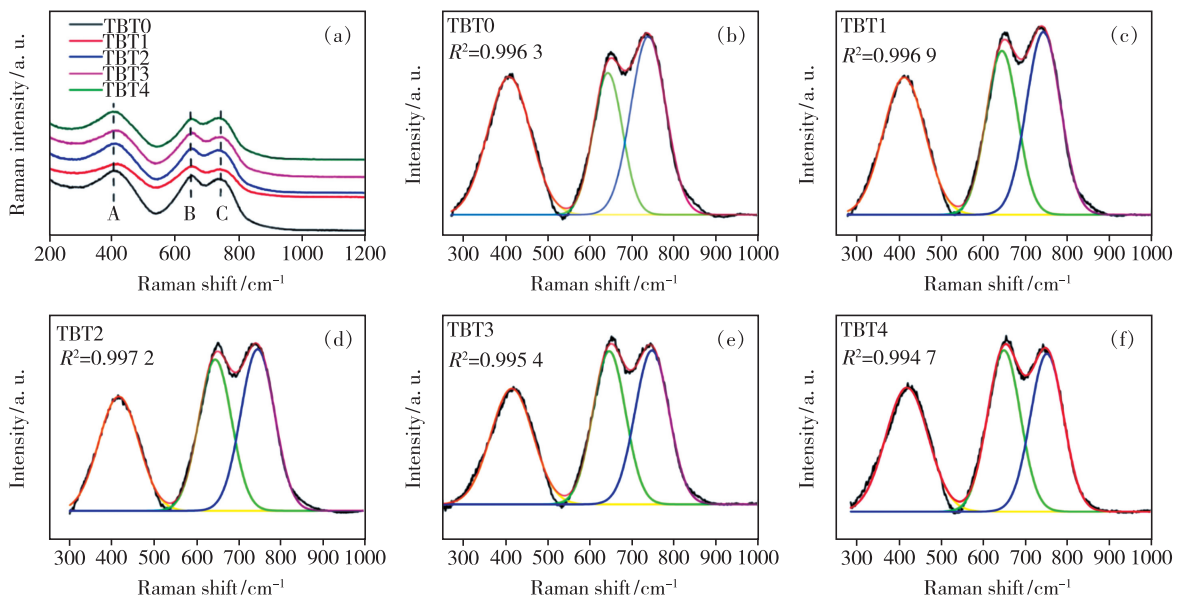 TBT0
TBT1
TBT2
TBT3
TBT4
(a)
A
B
C
Raman intensity/a. u.
200 400 600 800 1000 1200
Raman shift/cm⁻¹
TBT0
R²=0.996 3
(b)
Intensity/a. u.
300 400 500 600 700 800 900 1000
Raman shift/cm⁻¹
TBT1
R²=0.996 9
(c)
Intensity/a. u.
300 400 500 600 700 800 900 1000
Raman shift/cm⁻¹
TBT2
R²=0.997 2
(d)
Intensity/a. u.
300 400 500 600 700 800 900 1000
Raman shift/cm⁻¹
TBT3
R²=0.995 4
(e)
Intensity/a. u.
300 400 500 600 700 800 900 1000
Raman shift/cm⁻¹
TBT4
R²=0.994 7
(f)
Intensity/a. u.
300 400 500 600 700 800 900 1000
Raman shift/cm⁻¹